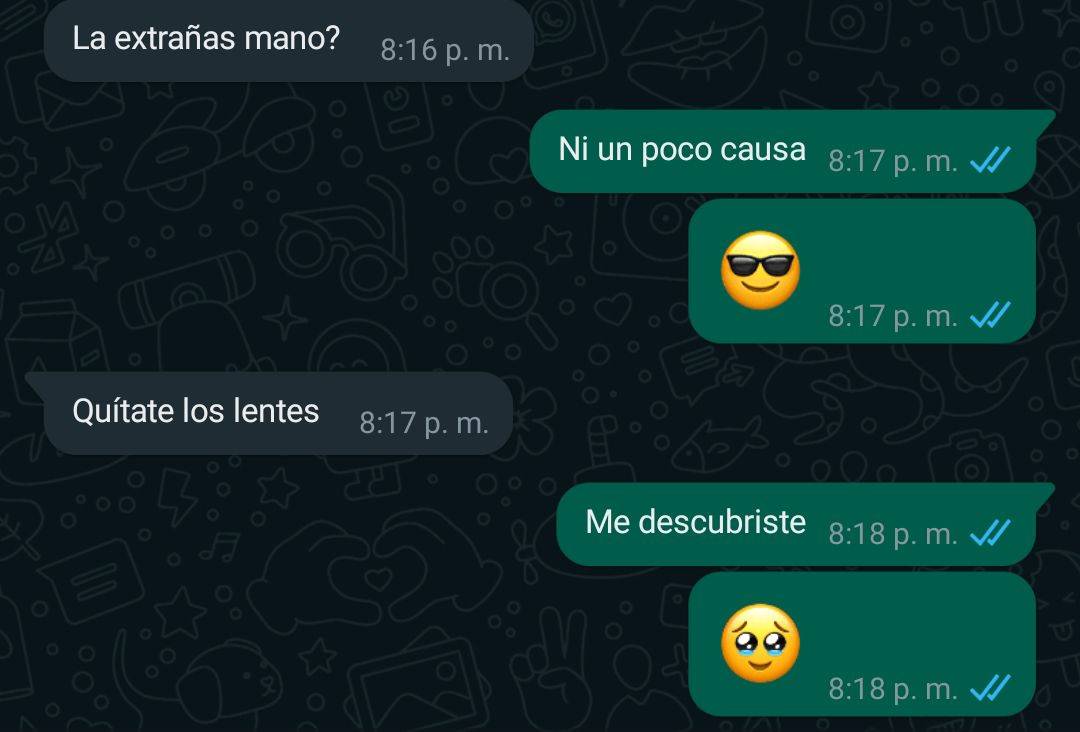 La extrañas mano? 8:16 p. m.
Ni un poco causa 8:17 p. m.
8:17 p. m.
Quítate los lentes 8:17 p. m.
Me descubriste 8:18 p. m.
8:18 p. m.